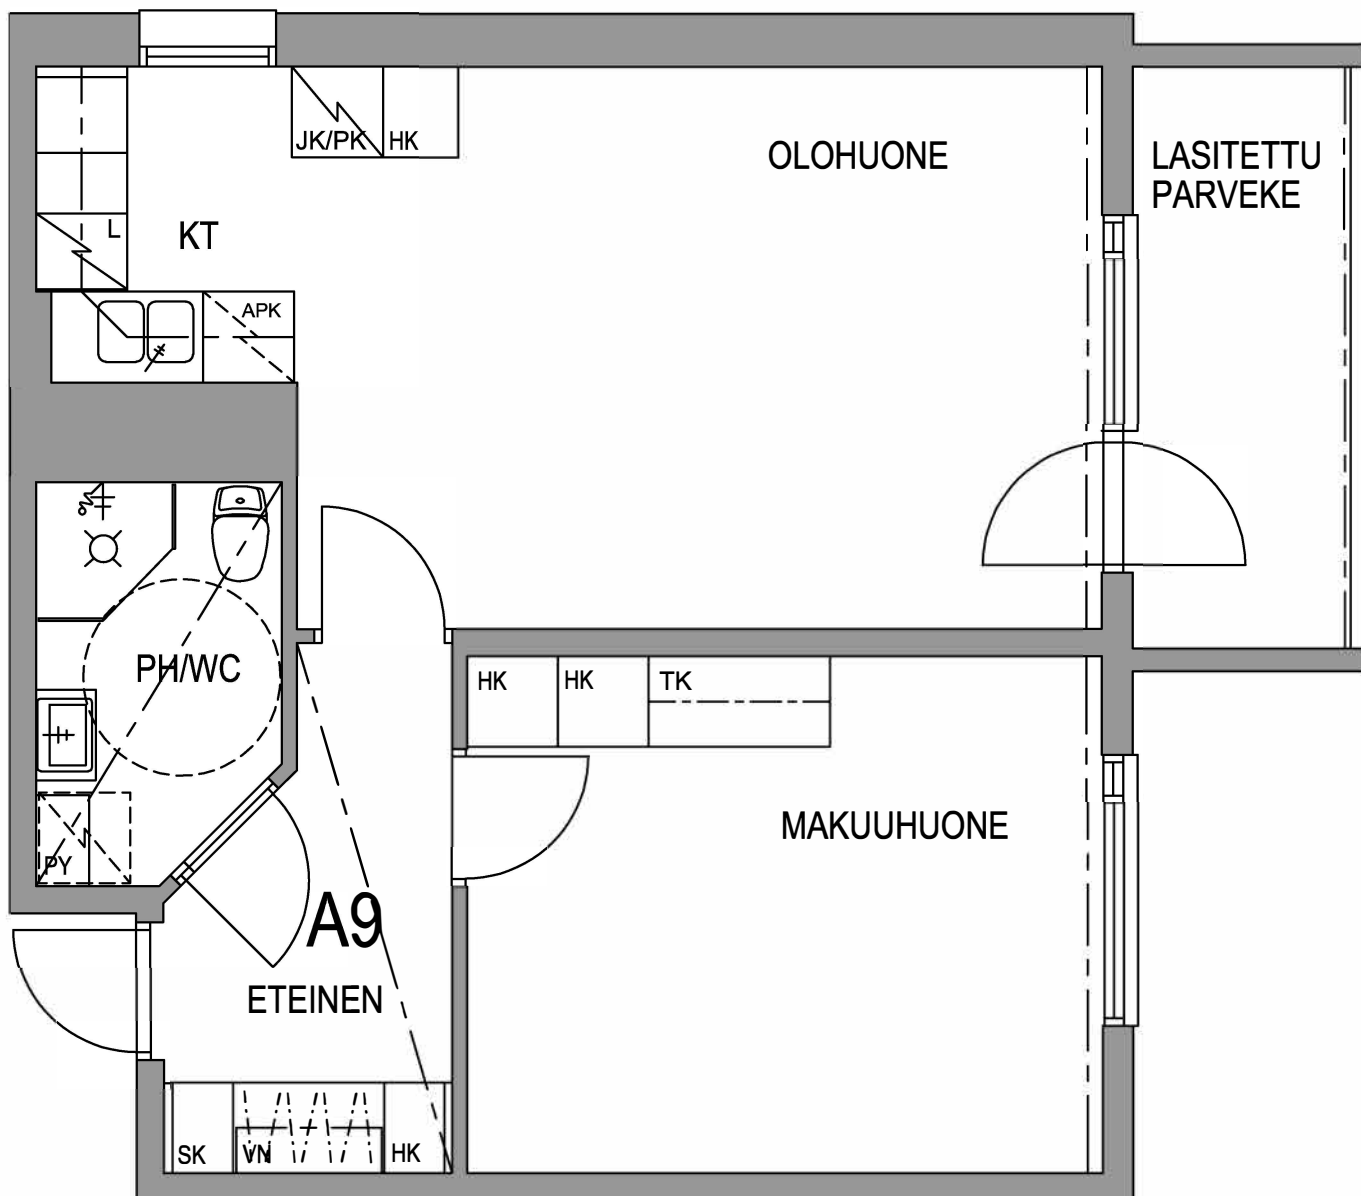 JK/PK
HK
OLOHUONE
LASITETTU
PARVEKE
L
KT
APK
PH/WC
HK
HK
TK
MAKUUHUONE
PY
A9
ETEINEN
SK
VN
HK